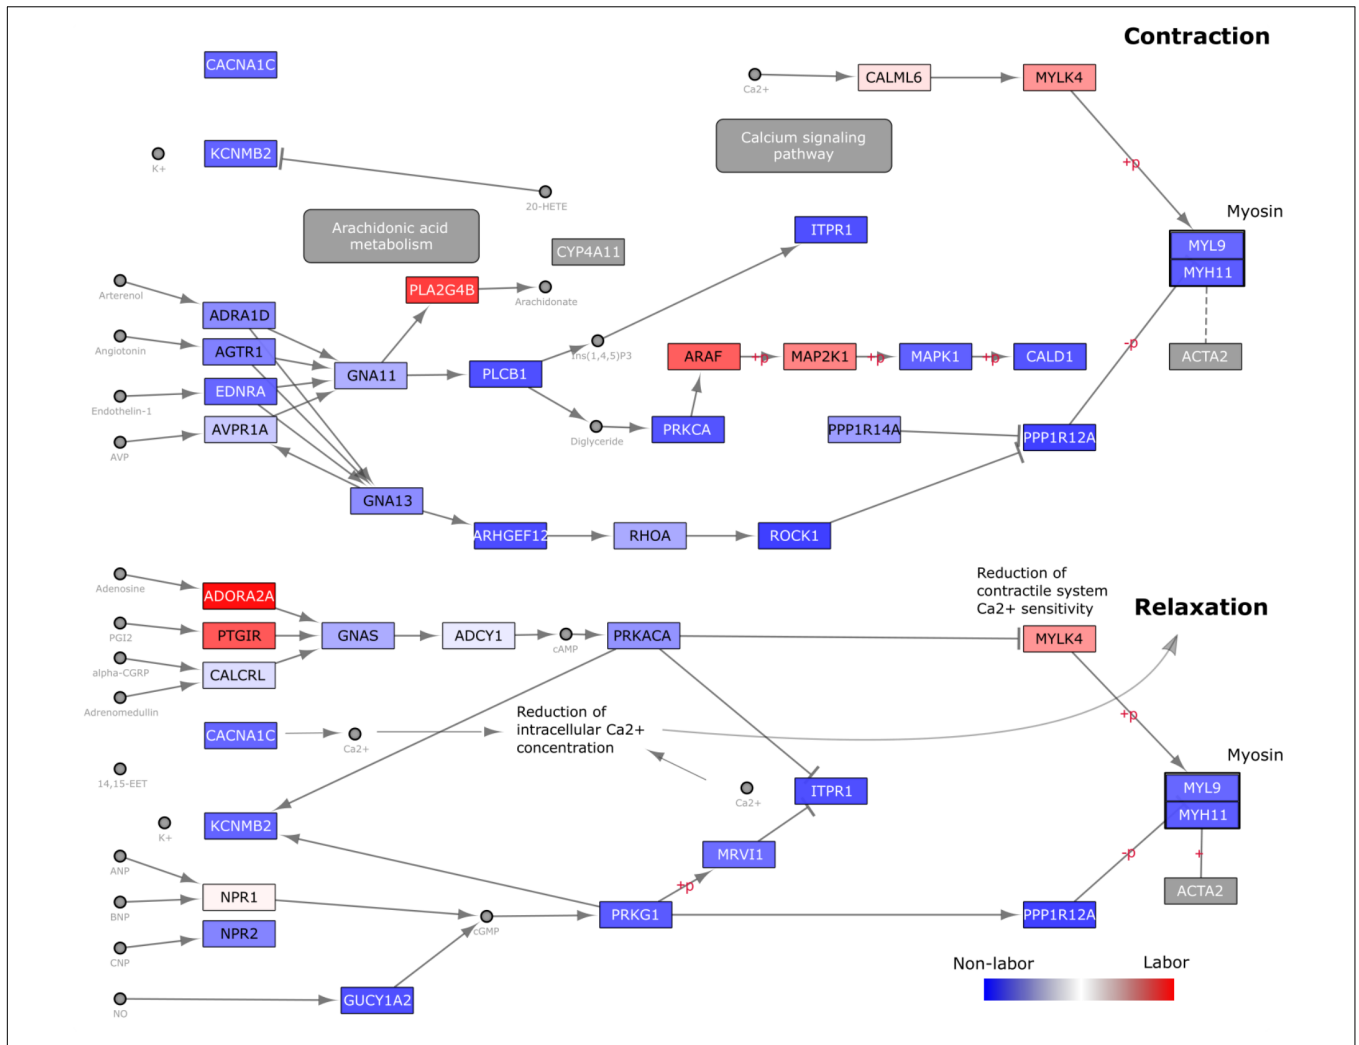 Contraction
CACNA1C
Ca2+
CALML6
MYLK4
Calcium signaling
pathway
K+
KCNMB2
20-HETE
+p
Arachidonic acid
metabolism
CYP4A11
ITPR1
Myosin
MYL9
MYH11
Arterenol
PLA2G4B
Arachidonate
ADRA1D
Angiotonin
AGTR1
GNA11
PLCB1
Ins(1,4,5)P3
ARAF
+p
MAP2K1
+p
MAPK1
+p
CALD1
-p
ACTA2
Endothelin-1
EDNRA
AVP
AVPR1A
Diglyceride
PRKCA
PPP1R14A
PPP1R12A
GNA13
ARHGEF12
RHOA
ROCK1
Adenosine
ADORA2A
Reduction of
contractile system
Ca2+ sensitivity
Relaxation
PGI2
PTGIR
GNAS
ADCY1
cAMP
PRKACA
MYLK4
alpha-CGRP
CALCRL
Adrenomedullin
CACNA1C
Ca2+
Reduction of
intracellular Ca2+
concentration
+p
Myosin
14,15-EET
Ca2+
ITPR1
MYL9
MYH11
K+
KCNMB2
MRVI1
-p
+
ANP
NPR1
+p
ACTA2
BNP
cGMP
PRKG1
PPP1R12A
NPR2
CNP
Non-labor
Labor
NO
GUCY1A2